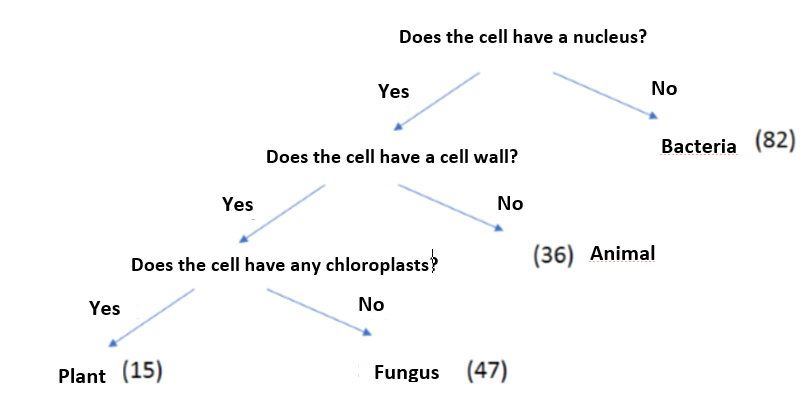 Does the cell have a nucleus?
Yes
No
Bacteria (82)
Does the cell have a cell wall?
Yes
No
(36) Animal
Does the cell have any chloroplasts?
Yes
No
Plant (15)
Fungus (47)